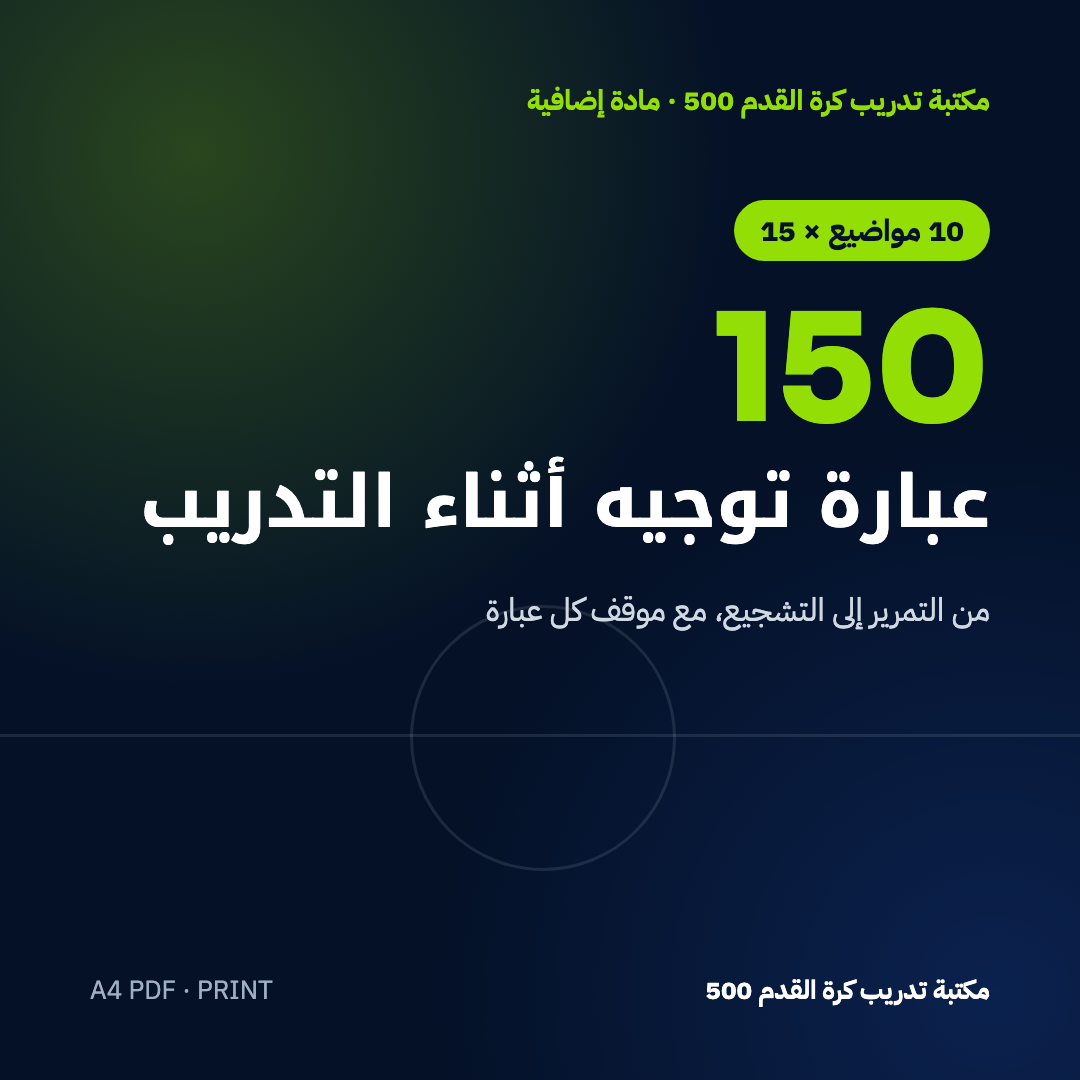 مكتبة تدريب كرة القدم 500 · مادة إضافية
10 مواضيع × 15
150
عبارة توجيه أثناء التدريب
من التمرير إلى التشجيع، مع موقف كل عبارة
مكتبة تدريب كرة القدم 500
A4 PDF · PRINT